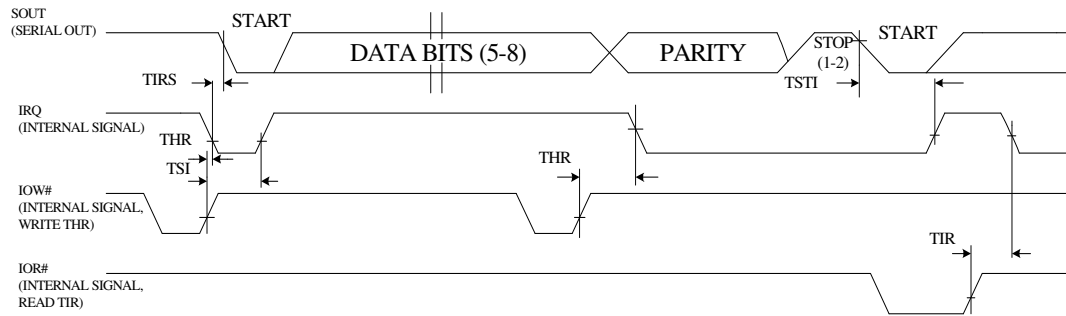 SOUT
(SERIAL OUT)
START
DATA BITS (5-8)
PARITY
STOP
(1-2)
START
TIRS
TSTI
IRQ
(INTERNAL SIGNAL)
THR
TSI
THR
IOW#
(INTERNAL SIGNAL,
WRITE THR)
TIR
IOR#
(INTERNAL SIGNAL,
READ TIR)